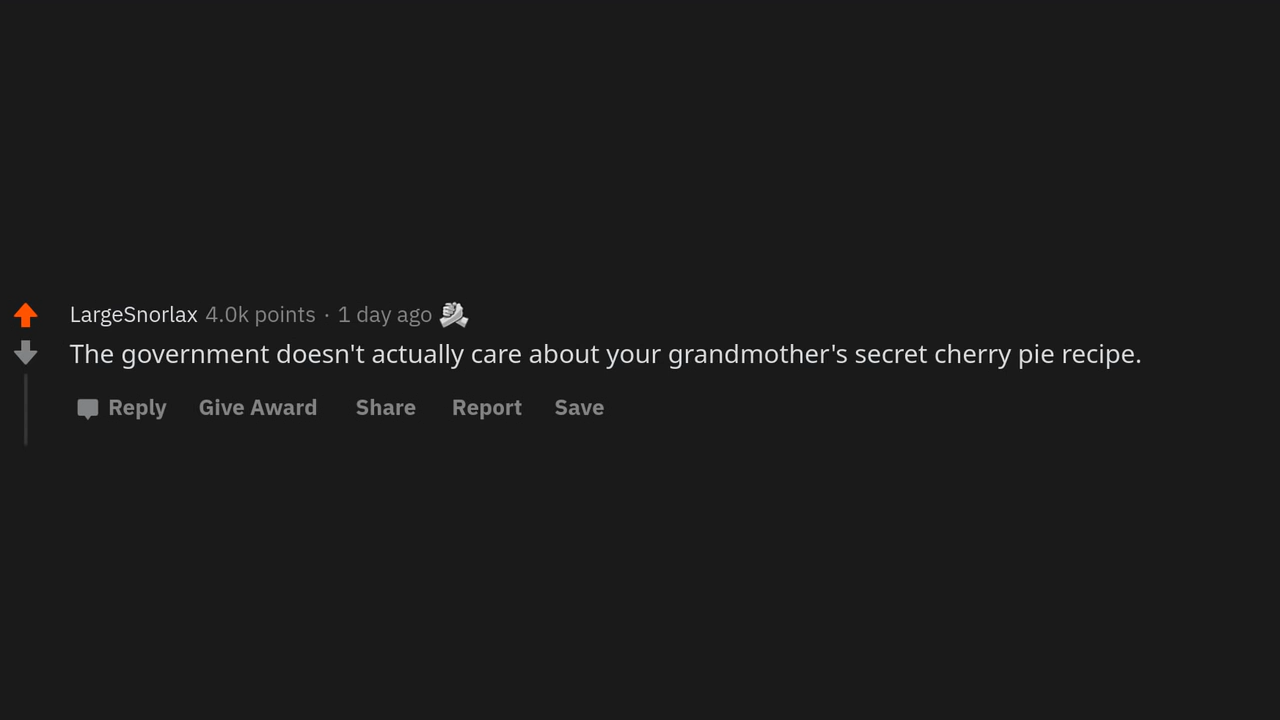 LargeSnorlax 4.0k points · 1 day ago
The government doesn't actually care about your grandmother's secret cherry pie recipe.
Reply Give Award Share Report Save